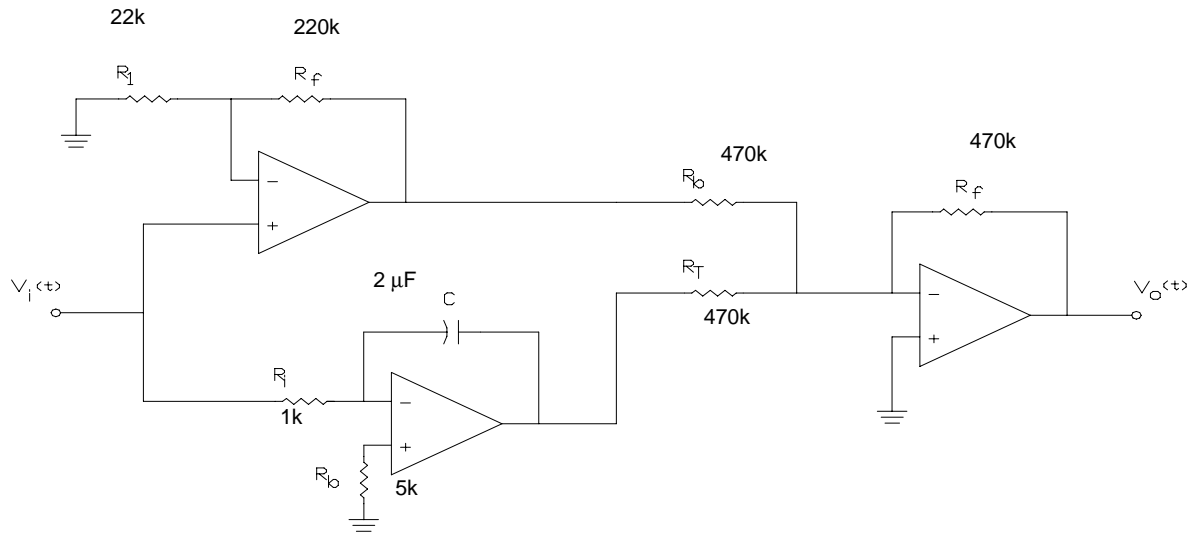 22k
220k
R1
Rf
470k
470k
Rb
Rf
−
+
2 µF
RT
Vi(t)
C
−
Vo(t)
470k
+
Ri
−
1k
+
Rb
5k